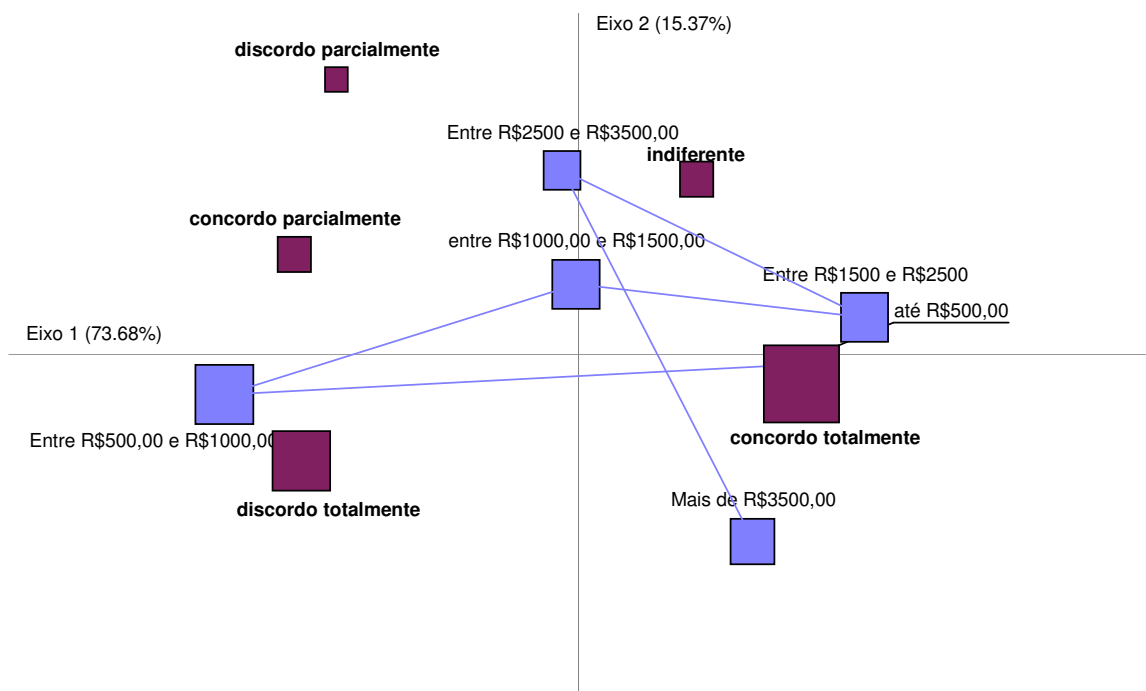 Eixo 2 (15.37%)
discordo parcialmente
Entre R$2500 e R$3500,00
indiferente
concordo parcialmente
entre R$1000,00 e R$1500,00
Entre R$1500 e R$2500
até R$500,00
Eixo 1 (73.68%)
Entre R$500,00 e R$1000,00
concordo totalmente
Mais de R$3500,00
discordo totalmente